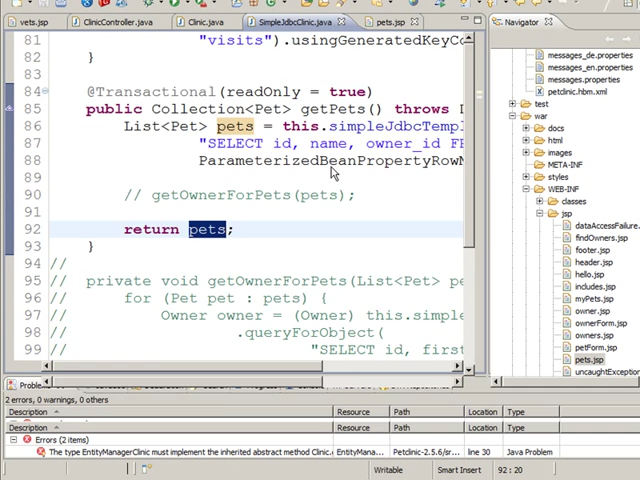 vets.jsp ClinicController.java Clinic.java SimpleJdbcClinic.java pets.jsp
81 "visits").usingGeneratedKeyCo
82 }
83
84 @Transactional(readOnly = true)
85 public Collection<Pet> getPets() throws D
86 List<Pet> pets = this.simpleJdbcTempl
87 "SELECT id, name, owner_id FR
88 ParameterizedBeanPropertyRowM
89
90 // getOwnerForPets(pets);
91
92 return pets;
93 }
94 //
95 // private void getOwnerForPets(List<Pet> pe
96 // for (Pet pet : pets) {
97 // Owner owner = (Owner) this.simple
98 // .queryForObject(
99 // "SELECT id, first
Navigator
messages_de.properties
messages_en.properties
messages.properties
petclinic.hbm.xml
test
war
docs
html
images
META-INF
styles
WEB-INF
classes
jsp
dataAccessFailure.
findOwners.jsp
footer.jsp
header.jsp
hello.jsp
includes.jsp
myPets.jsp
owner.jsp
ownerForm.jsp
owners.jsp
petForm.jsp
pets.jsp
uncaughtException
2 errors, 0 warnings, 0 others
Description Resource Path Location Type
Description Resource Path Location Type
Errors (2 items)
The type EntityManagerClinic must implement the inherited abstract method Clinic. EntityMana... Petclinic-2.5.6/sr... line 30 Java Problem
Writable Smart Insert 92 : 20